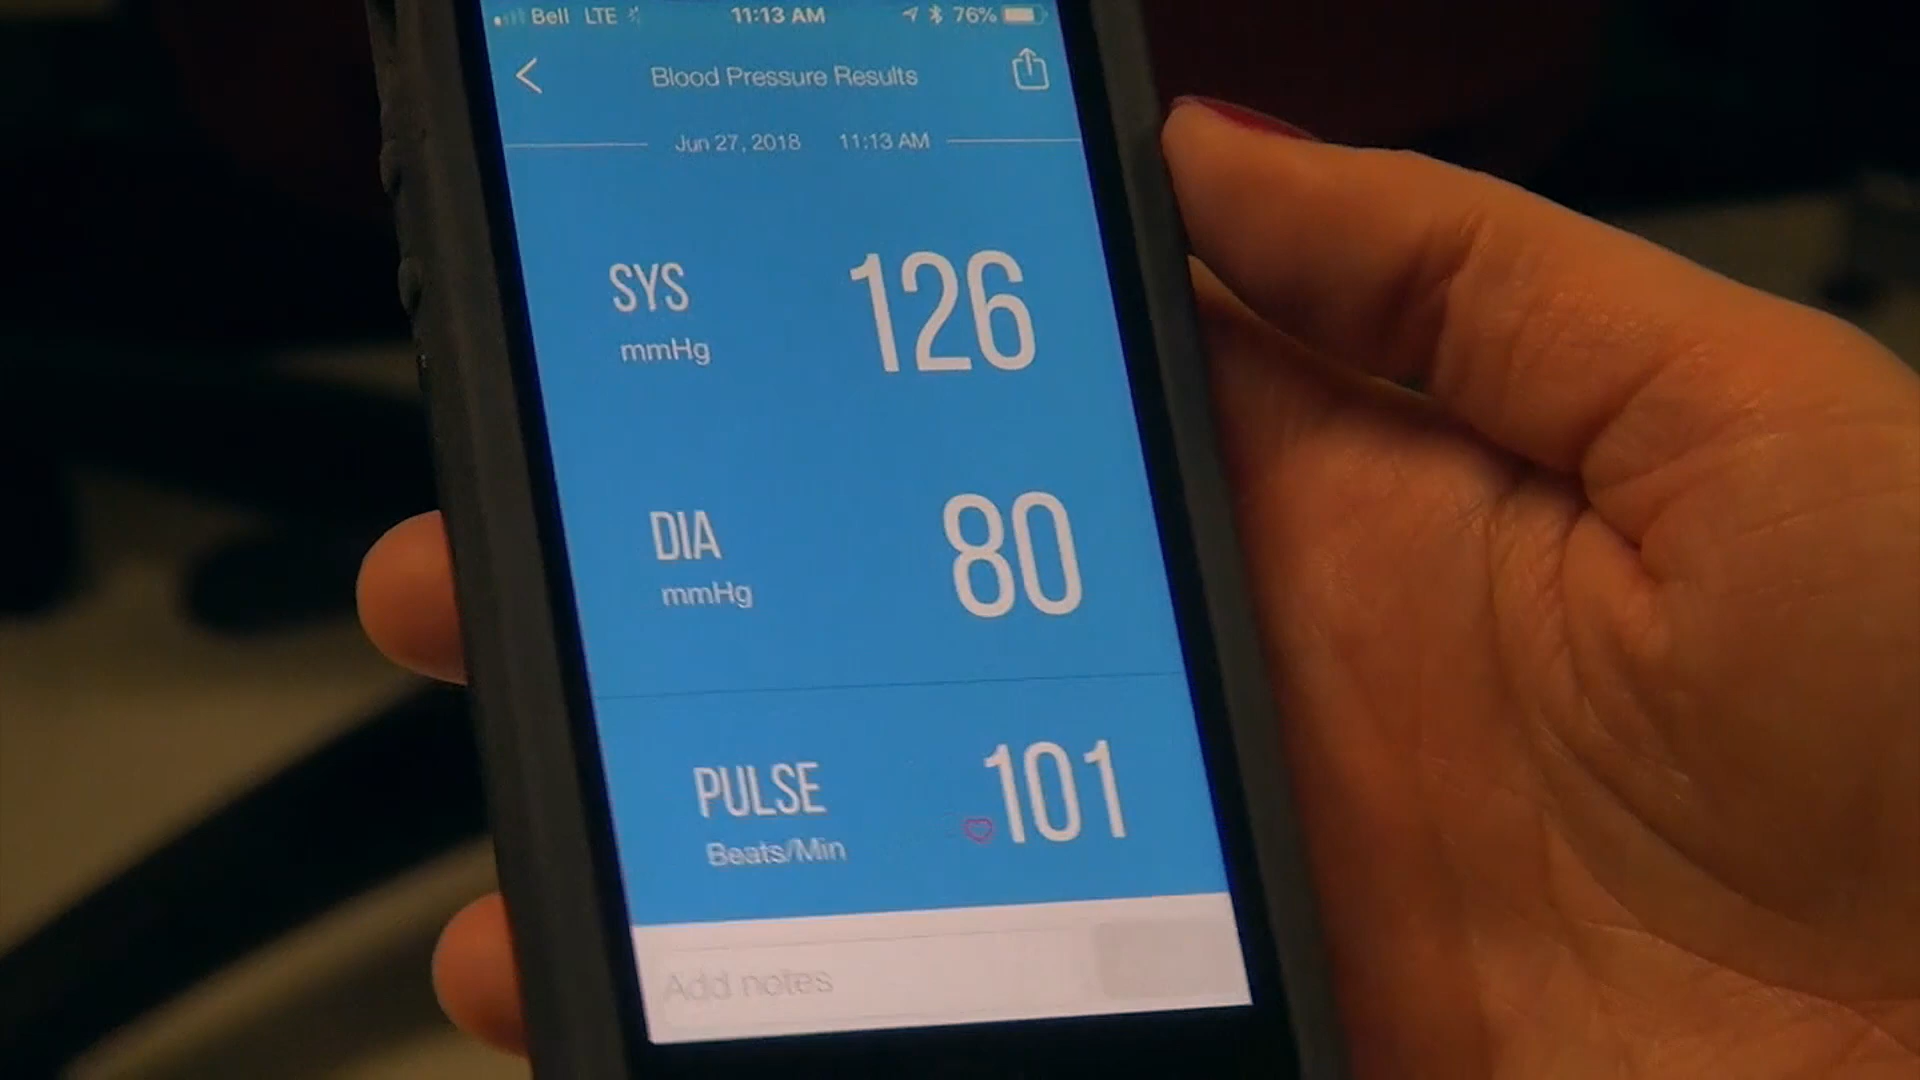 Bell LTE 11:13 AM 76%
Blood Pressure Results
Jun 27, 2018 11:13 AM
SYS 126
mmHg
DIA 80
mmHg
PULSE 101
Beats/Min
Add notes